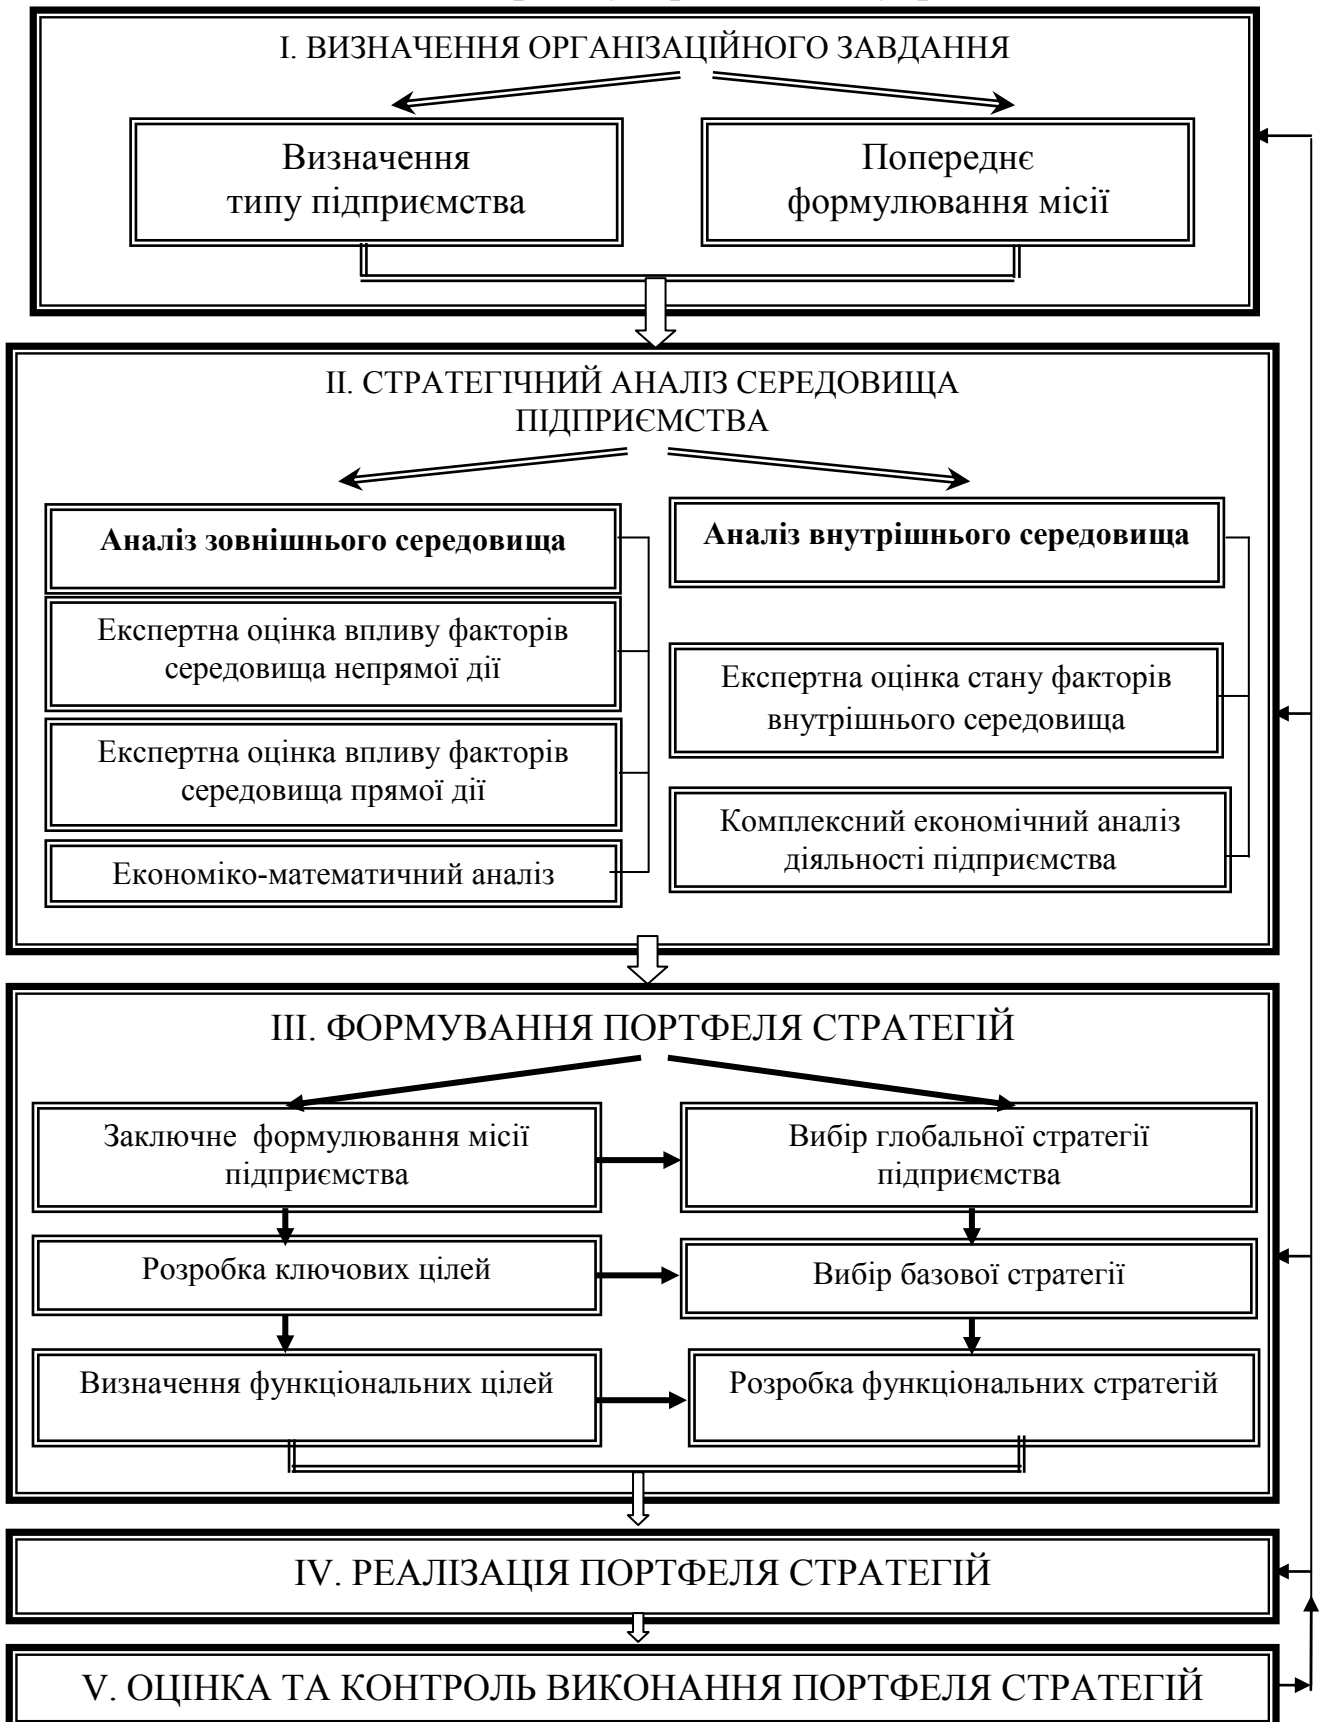 І. ВИЗНАЧЕННЯ ОРГАНІЗАЦІЙНОГО ЗАВДАННЯ
Визначення
типу підприємства
Попереднє
формулювання місії
ІІ. СТРАТЕГІЧНИЙ АНАЛІЗ СЕРЕДОВИЩА
ПІДПРИЄМСТВА
Аналіз зовнішнього середовища
Експертна оцінка впливу факторів
середовища непрямої дії
Експертна оцінка впливу факторів
середовища прямої дії
Економіко-математичний аналіз
Аналіз внутрішнього середовища
Експертна оцінка стану факторів
внутрішнього середовища
Комплексний економічний аналіз
діяльності підприємства
ІІІ. ФОРМУВАННЯ ПОРТФЕЛЯ СТРАТЕГІЙ
Заключне  формулювання місії
підприємства
Вибір глобальної стратегії
підприємства
Розробка ключових цілей
Вибір базової стратегії
Визначення функціональних цілей
Розробка функціональних стратегій
IV. РЕАЛІЗАЦІЯ ПОРТФЕЛЯ СТРАТЕГІЙ
V. ОЦІНКА ТА КОНТРОЛЬ ВИКОНАННЯ ПОРТФЕЛЯ СТРАТЕГІЙ